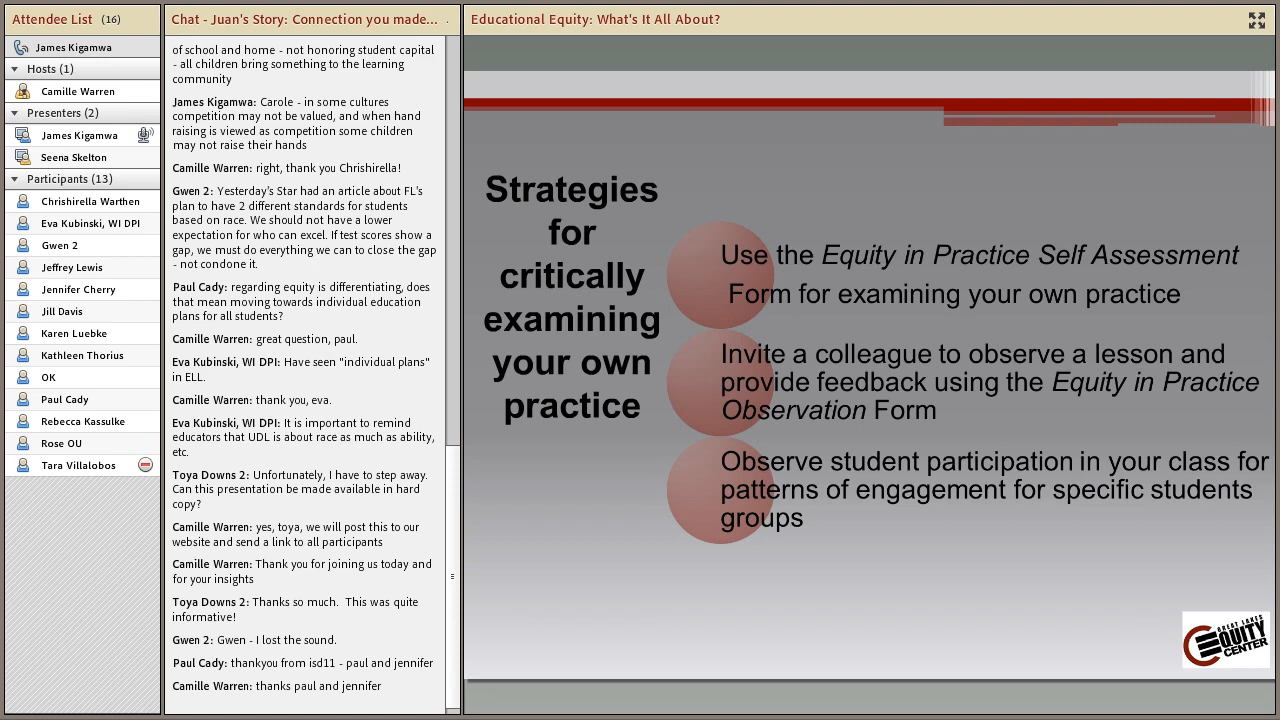 Attendee List (16)
James Kigamwa
Hosts (1)
Camille Warren
Presenters (2)
James Kigamwa
Seena Skelton
Participants (13)
Chrishirella Warthen
Eva Kubinski, WI DPI
Gwen 2
Jeffrey Lewis
Jennifer Cherry
Jill Davis
Karen Luebke
Kathleen Thorius
OK
Paul Cady
Rebecca Kassulke
Rose OU
Tara Villalobos
Chat - Juan's Story: Connection you made...
of school and home - not honoring student capital
- all children bring something to the learning
community
James Kigamwa: Carole - in some cultures
competition may not be valued, and when hand
raising is viewed as competition some children
may not raise their hands
Camille Warren: right, thank you Chrishirella!
Gwen 2: Yesterday's Star had an article about FL's
plan to have 2 different standards for students
based on race. We should not have a lower
expectation for who can excel. If test scores show a
gap, we must do everything we can to close the gap
- not condone it.
Paul Cady: regarding equity is differentiating, does
that mean moving towards individual education
plans for all students?
Camille Warren: great question, paul.
Eva Kubinski, WI DPI: Have seen "individual plans"
in ELL.
Camille Warren: thank you, eva.
Eva Kubinski, WI DPI: It is important to remind
educators that UDL is about race as much as ability,
etc.
Toya Downs 2: Unfortunately, I have to step away.
Can this presentation be made available in hard
copy?
Camille Warren: yes, toya, we will post this to our
website and send a link to all participants
Camille Warren: Thank you for joining us today and
for your insights
Toya Downs 2: Thanks so much.  This was quite
informative!
Gwen 2: Gwen - I lost the sound.
Paul Cady: thankyou from isd11 - paul and jennifer
Camille Warren: thanks paul and jennifer
Educational Equity: What's It All About?
Strategies
for
critically
examining
your own
practice
Use the Equity in Practice Self Assessment
Form for examining your own practice
Invite a colleague to observe a lesson and
provide feedback using the Equity in Practice
Observation Form
Observe student participation in your class for
patterns of engagement for specific students
groups
GREAT LAKES
EQUITY
CENTER